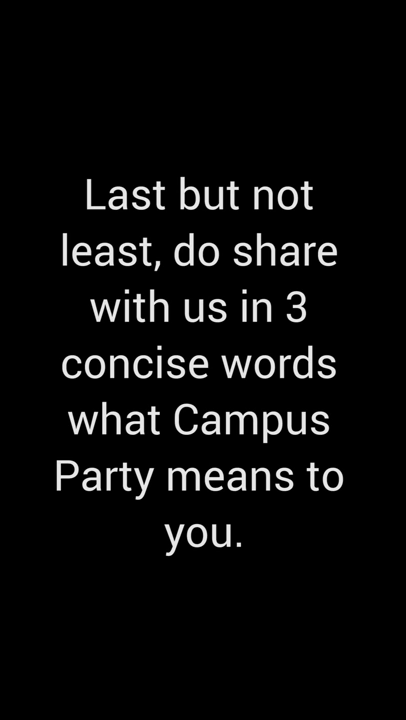 Last but not
least, do share
with us in 3
concise words
what Campus
Party means to
you.